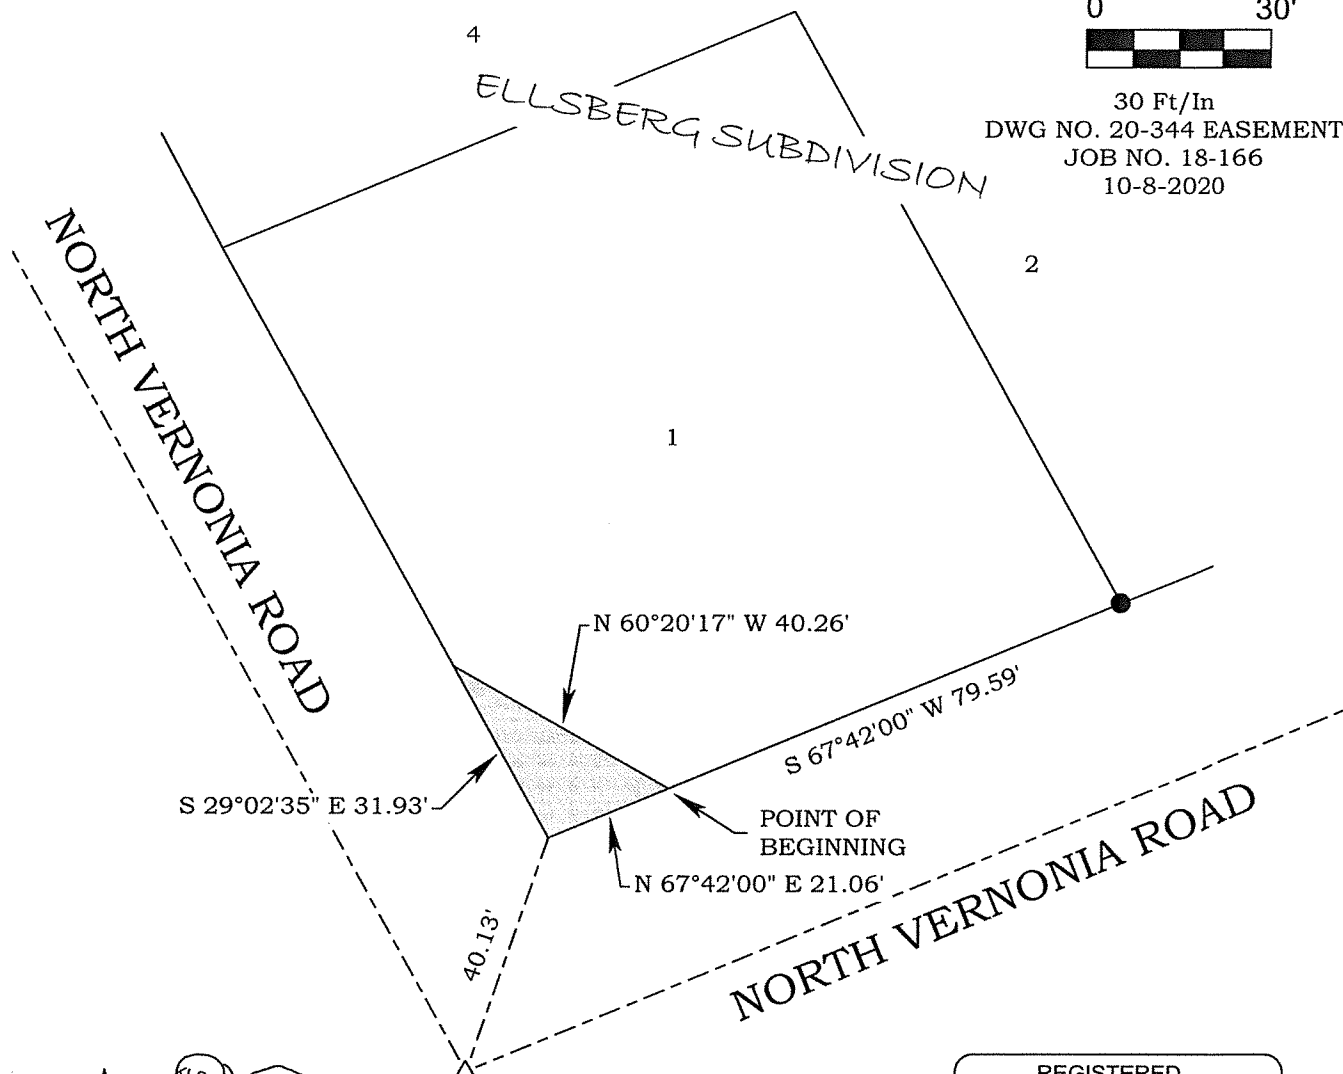 0 30'
30 Ft/In
DWG NO. 20-344 EASEMENT
JOB NO. 18-166
10-8-2020
4
ELLSBERG SUBDIVISION
2
NORTH VERNONIA ROAD
1
N 60°20'17" W 40.26'
S 67°42'00" W 79.59'
S 29°02'35" E 31.93'
POINT OF
BEGINNING
N 67°42'00" E 21.06'
40.13'
NORTH VERNONIA ROAD
REGISTERED